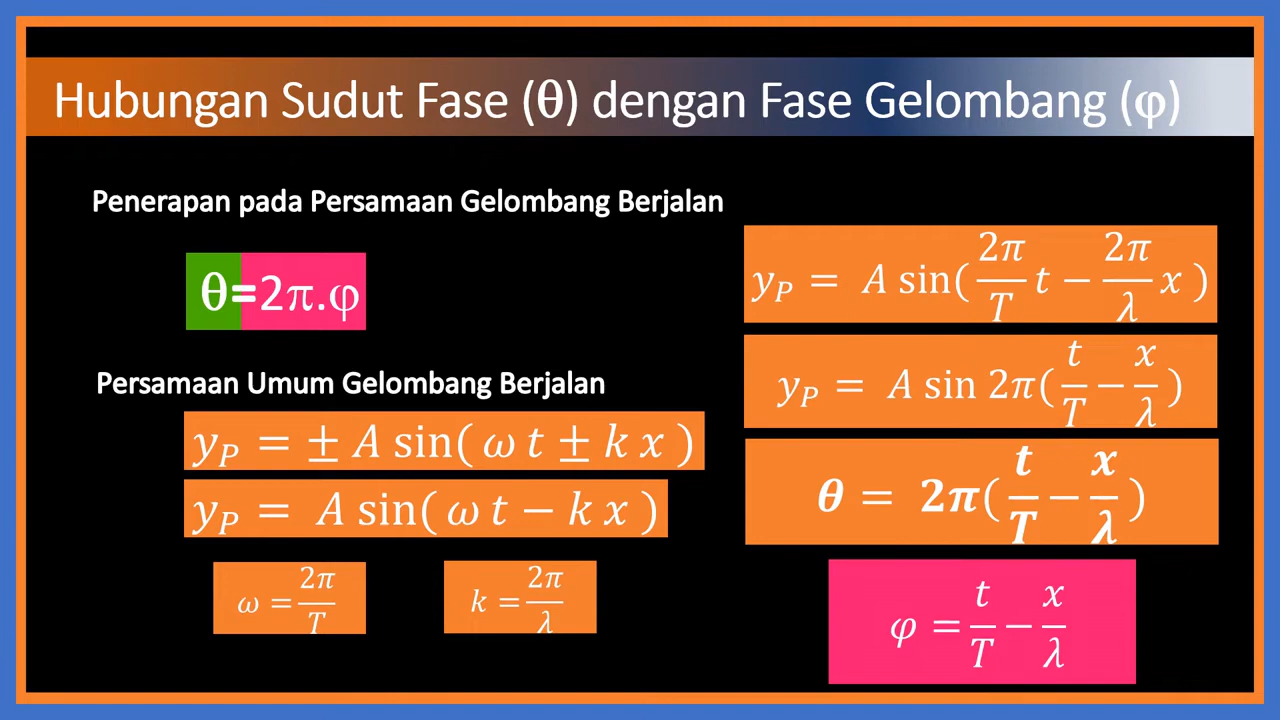 Hubungan Sudut Fase (θ) dengan Fase Gelombang (φ)
Penerapan pada Persamaan Gelombang Berjalan
θ=2π.φ
Persamaan Umum Gelombang Berjalan
y_P = ± A sin( ω t ± k x )
y_P = A sin( ω t − k x )
ω = 2π/T
k = 2π/λ
y_P = A sin( 2π/T t − 2π/λ x )
y_P = A sin 2π( t/T − x/λ )
θ = 2π( t/T − x/λ )
φ = t/T − x/λ